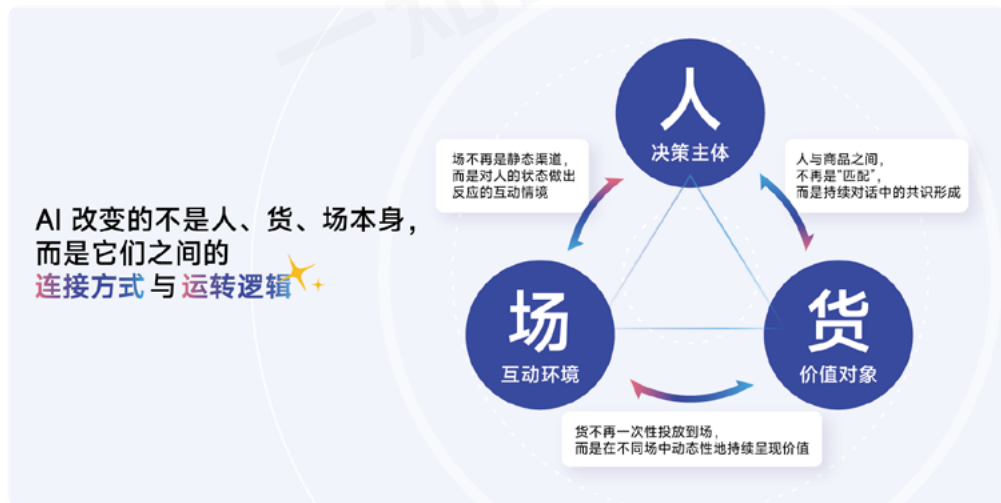 AI 改变的不是人、货、场本身，
而是它们之间的
连接方式 与 运转逻辑
人
决策主体
场不再是静态渠道，
而是对人的状态做出
反应的互动情境
人与商品之间，
不再是“匹配”，
而是持续对话中的共识形成
场
互动环境
货
价值对象
货不再一次性投放到场，
而是在不同场中动态性地持续呈现价值